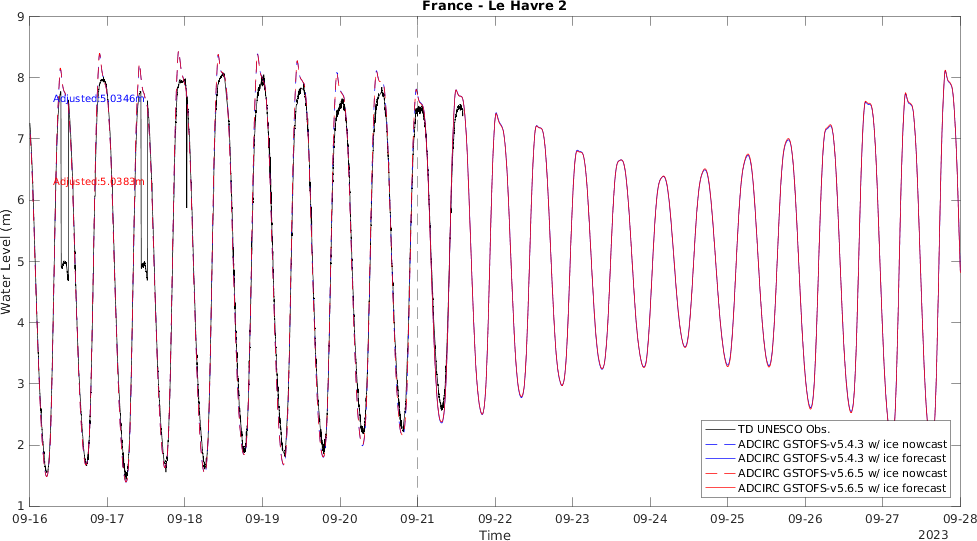 France - Le Havre 2
9
8
7
6
5
4
3
2
1
Water Level (m)
Adjusted:5.0346m
Adjusted:5.0383m
TD UNESCO Obs.
ADCIRC GSTOFS-v5.4.3 w/ ice nowcast
ADCIRC GSTOFS-v5.4.3 w/ ice forecast
ADCIRC GSTOFS-v5.6.5 w/ ice nowcast
ADCIRC GSTOFS-v5.6.5 w/ ice forecast
09-16 09-17 09-18 09-19 09-20 09-21 09-22 09-23 09-24 09-25 09-26 09-27 09-28
Time
2023